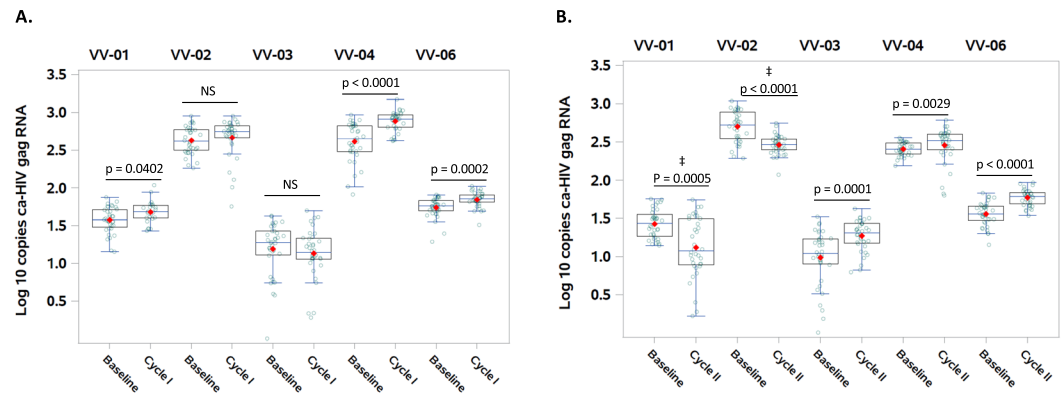 A.
VV-01 VV-02 VV-03 VV-04 VV-06
Log 10 copies ca-HIV gag RNA
3.5
3.0
2.5
2.0
1.5
1.0
0.5
p = 0.0402
NS
NS
p < 0.0001
p = 0.0002
Baseline Cycle I Baseline Cycle I Baseline Cycle I Baseline Cycle I Baseline Cycle I
B.
VV-01 VV-02 VV-03 VV-04 VV-06
Log 10 copies ca-HIV gag RNA
3.5
3.0
2.5
2.0
1.5
1.0
0.5
‡
p = 0.0005
‡
p < 0.0001
p = 0.0001
p = 0.0029
p < 0.0001
Baseline Cycle II Baseline Cycle II Baseline Cycle II Baseline Cycle II Baseline Cycle II